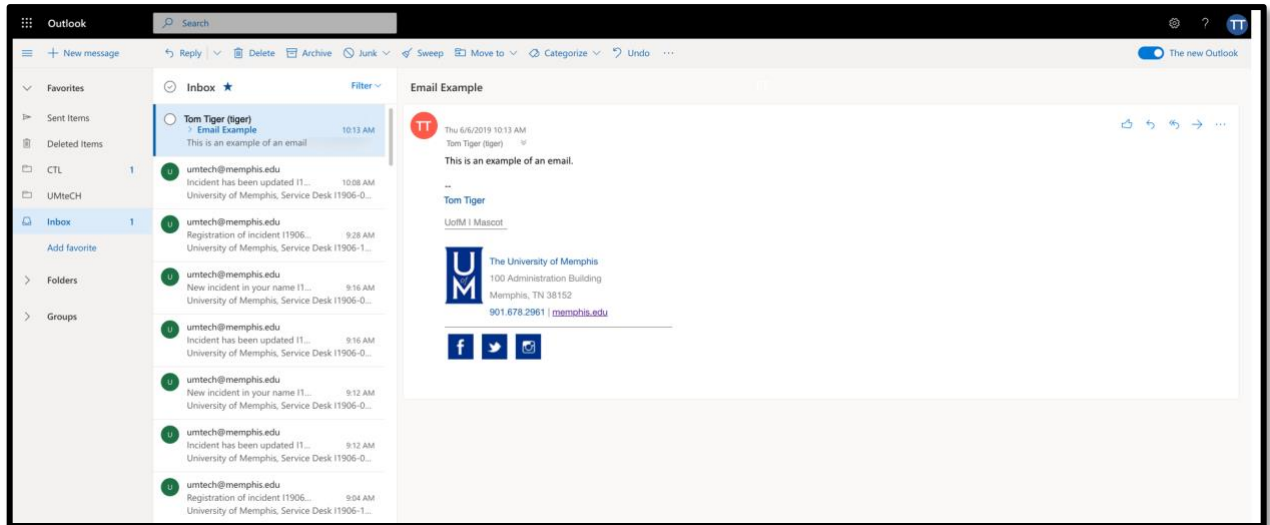 Outlook
Search
TT
New message
Reply Delete Archive Junk Sweep Move to Categorize Undo ...
The new Outlook
Favorites
Sent Items
Deleted Items
CTL 1
UMteCH
Inbox 1
Add favorite
Folders
Groups
Inbox Filter
Tom Tiger (tiger)
Email Example 10:13 AM
This is an example of an email
U umtech@memphis.edu
Incident has been updated I1... 10:08 AM
University of Memphis, Service Desk I1906-0...
U umtech@memphis.edu
Registration of incident I1906... 9:28 AM
University of Memphis, Service Desk I1906-1...
U umtech@memphis.edu
New incident in your name I1... 9:16 AM
University of Memphis, Service Desk I1906-0...
U umtech@memphis.edu
Incident has been updated I1... 9:16 AM
University of Memphis, Service Desk I1906-0...
U umtech@memphis.edu
New incident in your name I1... 9:12 AM
University of Memphis, Service Desk I1906-0...
U umtech@memphis.edu
Incident has been updated I1... 9:12 AM
University of Memphis, Service Desk I1906-0...
U umtech@memphis.edu
Registration of incident I1906... 9:04 AM
University of Memphis, Service Desk I1906-1...
Email Example
TT
Thu 6/6/2019 10:13 AM
Tom Tiger (tiger)
This is an example of an email.
--
Tom Tiger
UofM | Mascot
U of M
The University of Memphis
100 Administration Building
Memphis, TN 38152
901.678.2961 | memphis.edu